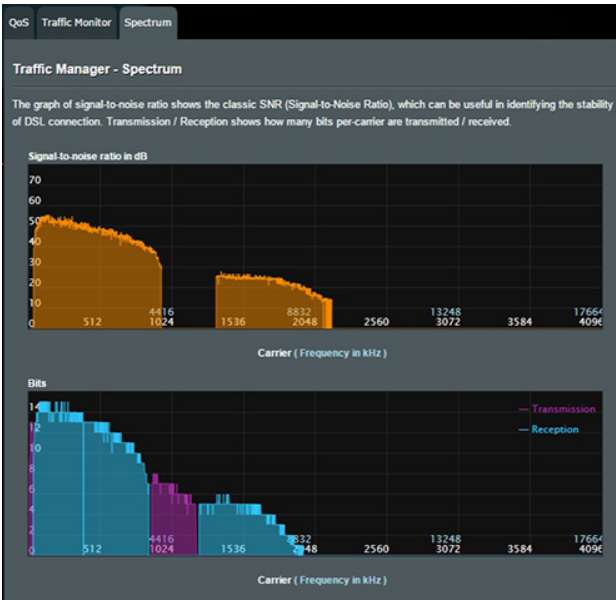 QoS Traffic Monitor Spectrum
Traffic Manager - Spectrum
The graph of signal-to-noise ratio shows the classic SNR (Signal-to-Noise Ratio), which can be useful in identifying the stability
of DSL connection. Transmission / Reception shows how many bits per-carrier are transmitted / received.
Signal-to-noise ratio in dB
70
60
50
40
30
20
10
4416 8832 13248 17664
0 512 1024 1536 2048 2560 3072 3584 4096
Carrier ( Frequency in kHz )
Bits
14
— Transmission
12
— Reception
10
8
6
4
2
4416 8832 13248 17664
0 512 1024 1536 2048 2560 3072 3584 4096
Carrier ( Frequency in kHz )